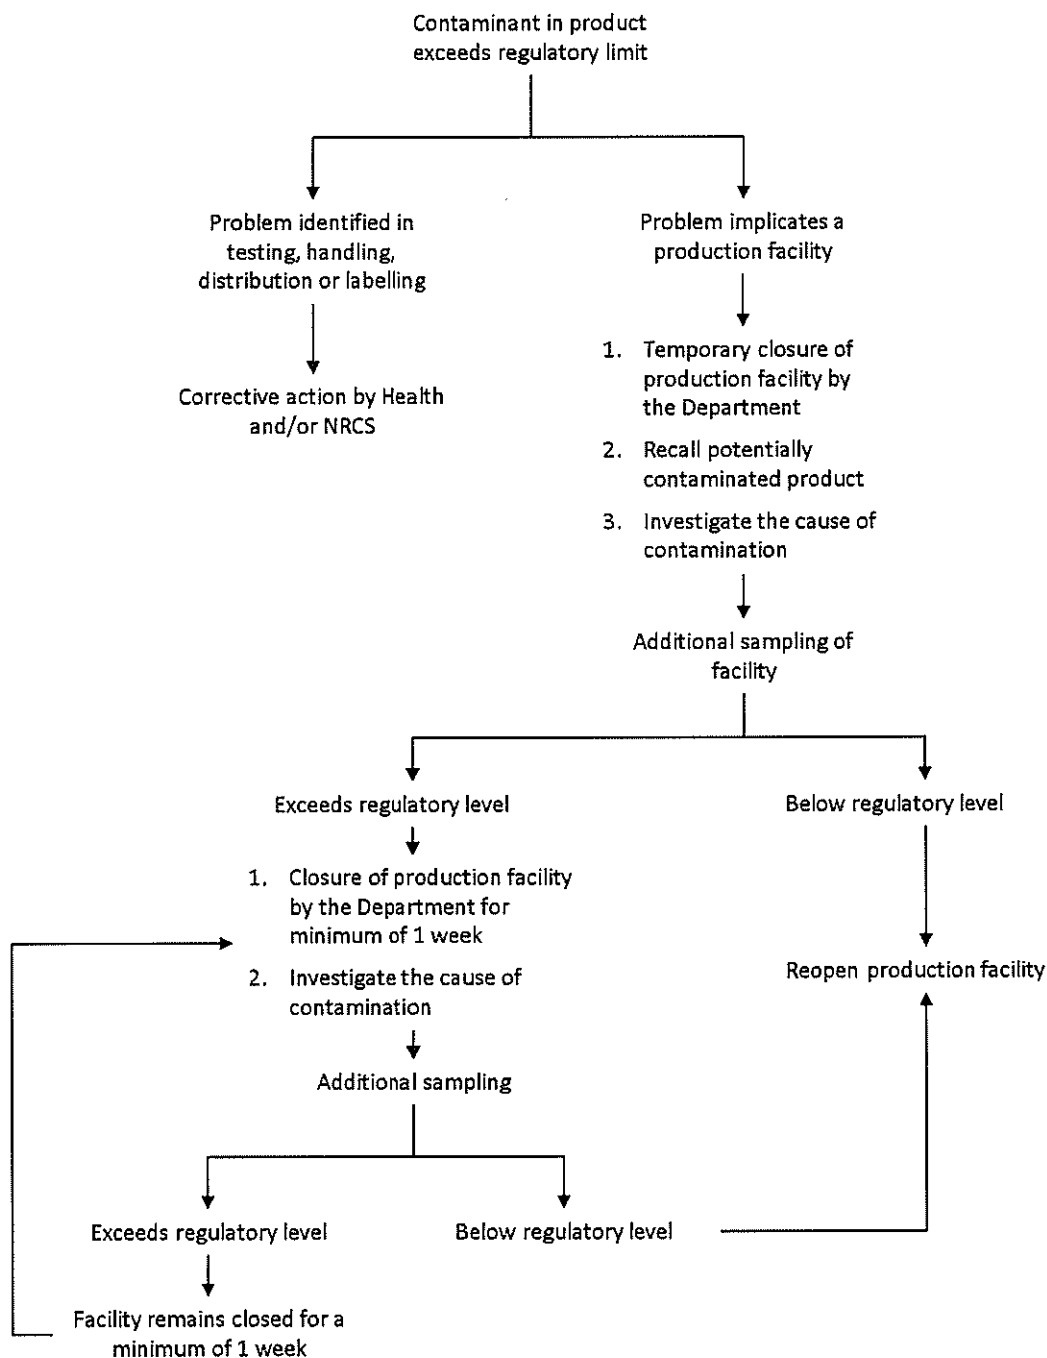 Contaminant in product
exceeds regulatory limit
Problem identified in
testing, handling,
distribution or labelling
Corrective action by Health
and/or NRCS
Problem implicates a
production facility
1. Temporary closure of
production facility by
the Department
2. Recall potentially
contaminated product
3. Investigate the cause of
contamination
Additional sampling of
facility
Exceeds regulatory level
Below regulatory level
1. Closure of production facility
by the Department for
minimum of 1 week
2. Investigate the cause of
contamination
Reopen production facility
Additional sampling
Exceeds regulatory level
Below regulatory level
Facility remains closed for a
minimum of 1 week